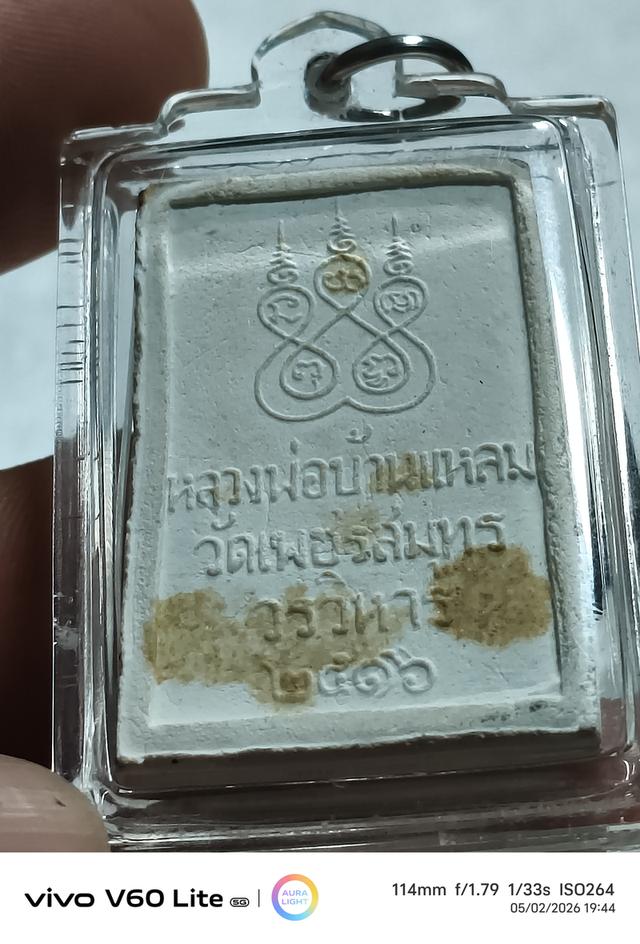 หลวงพ่อบ้านแหลม
วัดเพชรสมุทร
วรวิหาร
๒๕๑๖
vivo V60 Lite 5G
AURA
LIGHT
114mm f/1.79 1/33s ISO264
05/02/2026 19:44